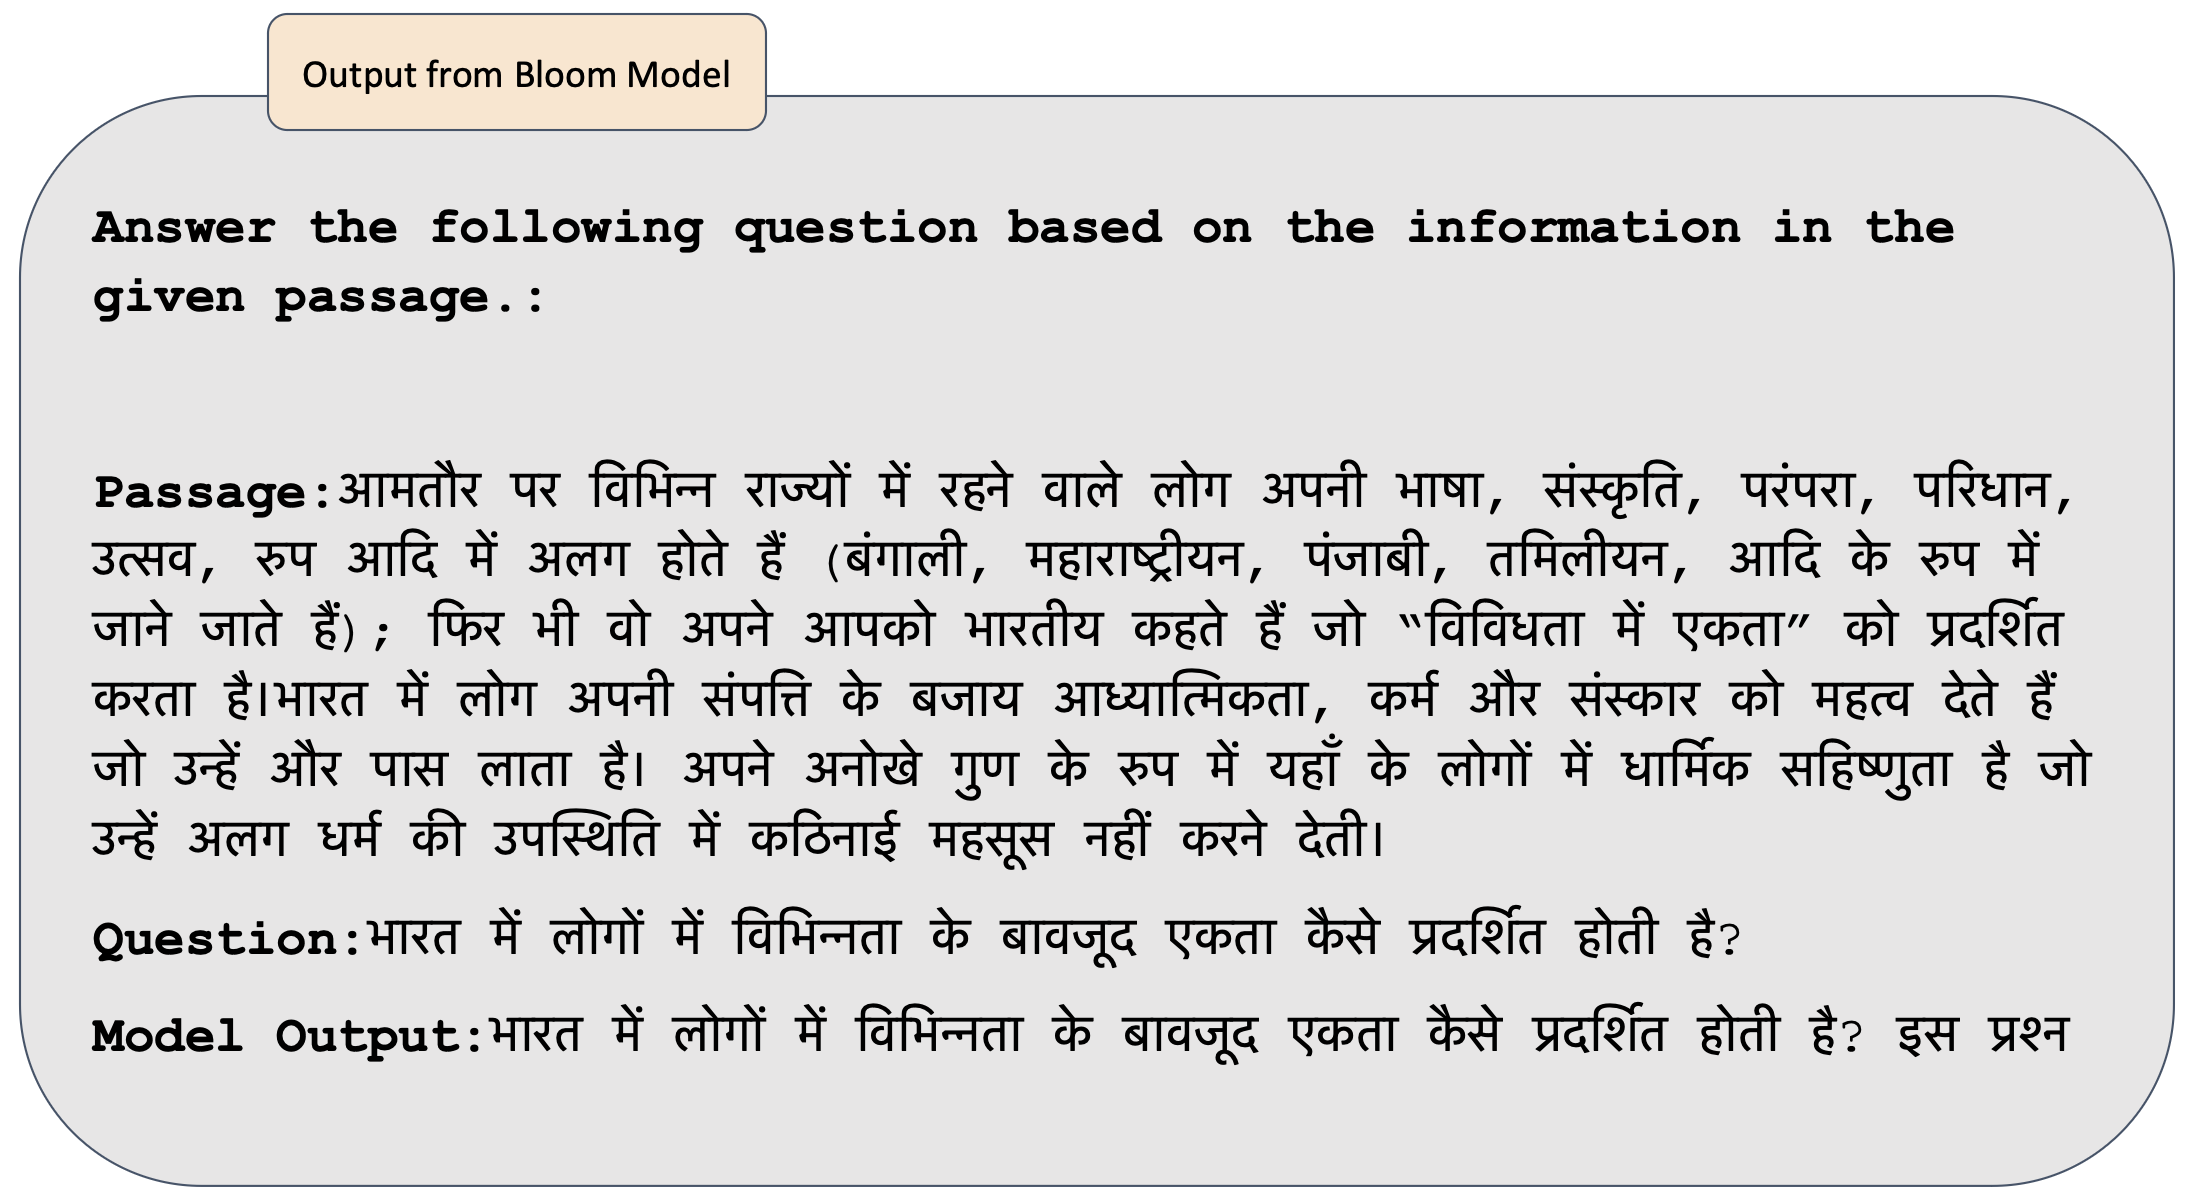 Output from Bloom Model
Answer the following question based on the information in the
given passage.:
Passage:आमतौर पर विभिन्न राज्यों में रहने वाले लोग अपनी भाषा, संस्कृति, परंपरा, परिधान,
उत्सव, रुप आदि में अलग होते हैं (बंगाली, महाराष्ट्रीयन, पंजाबी, तमिलीयन, आदि के रुप में
जाने जाते हैं); फिर भी वो अपने आपको भारतीय कहते हैं जो “विविधता में एकता” को प्रदर्शित
करता है।भारत में लोग अपनी संपत्ति के बजाय आध्यात्मिकता, कर्म और संस्कार को महत्व देते हैं
जो उन्हें और पास लाता है। अपने अनोखे गुण के रुप में यहाँ के लोगों में धार्मिक सहिष्णुता है जो
उन्हें अलग धर्म की उपस्थिति में कठिनाई महसूस नहीं करने देती।
Question:भारत में लोगों में विभिन्नता के बावजूद एकता कैसे प्रदर्शित होती है?
Model Output:भारत में लोगों में विभिन्नता के बावजूद एकता कैसे प्रदर्शित होती है? इस प्रश्न